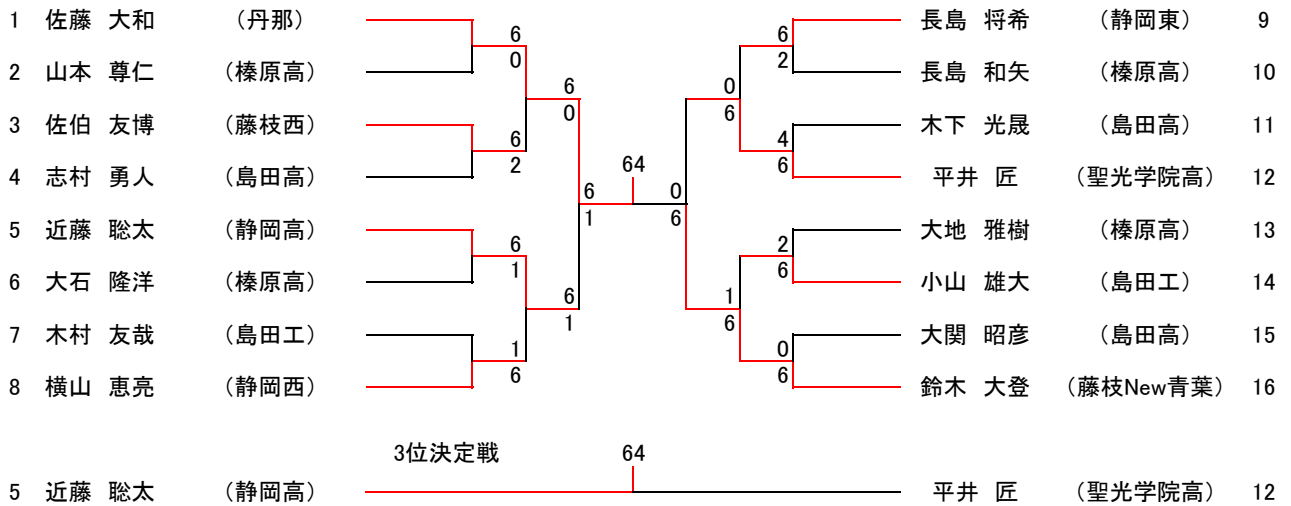 1 佐藤 大和 （丹那） 長島 将希 （静岡東） 9
6 6
0 2
2 山本 尊仁 （榛原高） 長島 和矢 （榛原高） 10
6 0
0 6
3 佐伯 友博 （藤枝西） 木下 光晟 （島田高） 11
6 4
2 64 6
4 志村 勇人 （島田高） 平井 匠 （聖光学院高） 12
6 0
1 6
5 近藤 聡太 （静岡高） 大地 雅樹 （榛原高） 13
6 2
1 6
6 大石 隆洋 （榛原高） 小山 雄大 （島田工） 14
6 1
1 6
7 木村 友哉 （島田工） 大関 昭彦 （島田高） 15
1 0
6 6
8 横山 恵亮 （静岡西） 鈴木 大登 （藤枝New青葉） 16
3位決定戦 64
5 近藤 聡太 （静岡高） 平井 匠 （聖光学院高） 12